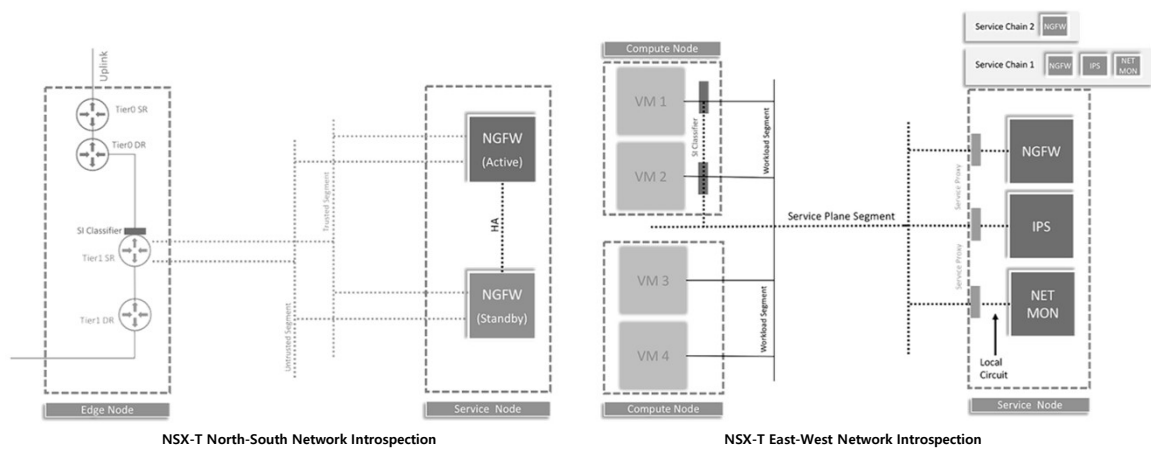 Uplink
Tier0 SR
Tier0 DR
SI Classifier
Tier1 SR
Tier1 DR
Edge Node
Untrusted Segment
Trusted Segment
NGFW
(Active)
HA
NGFW
(Standby)
Service Node
NSX-T North-South Network Introspection
Compute Node
VM 1
VM 2
SI Classifier
Workload Segment
Service Plane Segment
VM 3
VM 4
Workload Segment
Compute Node
Service Chain 2
NGFW
Service Chain 1
NGFW
IPS
NET
MON
Service Proxy
NGFW
IPS
Service Proxy
NET
MON
Local
Circuit
Service Node
NSX-T East-West Network Introspection